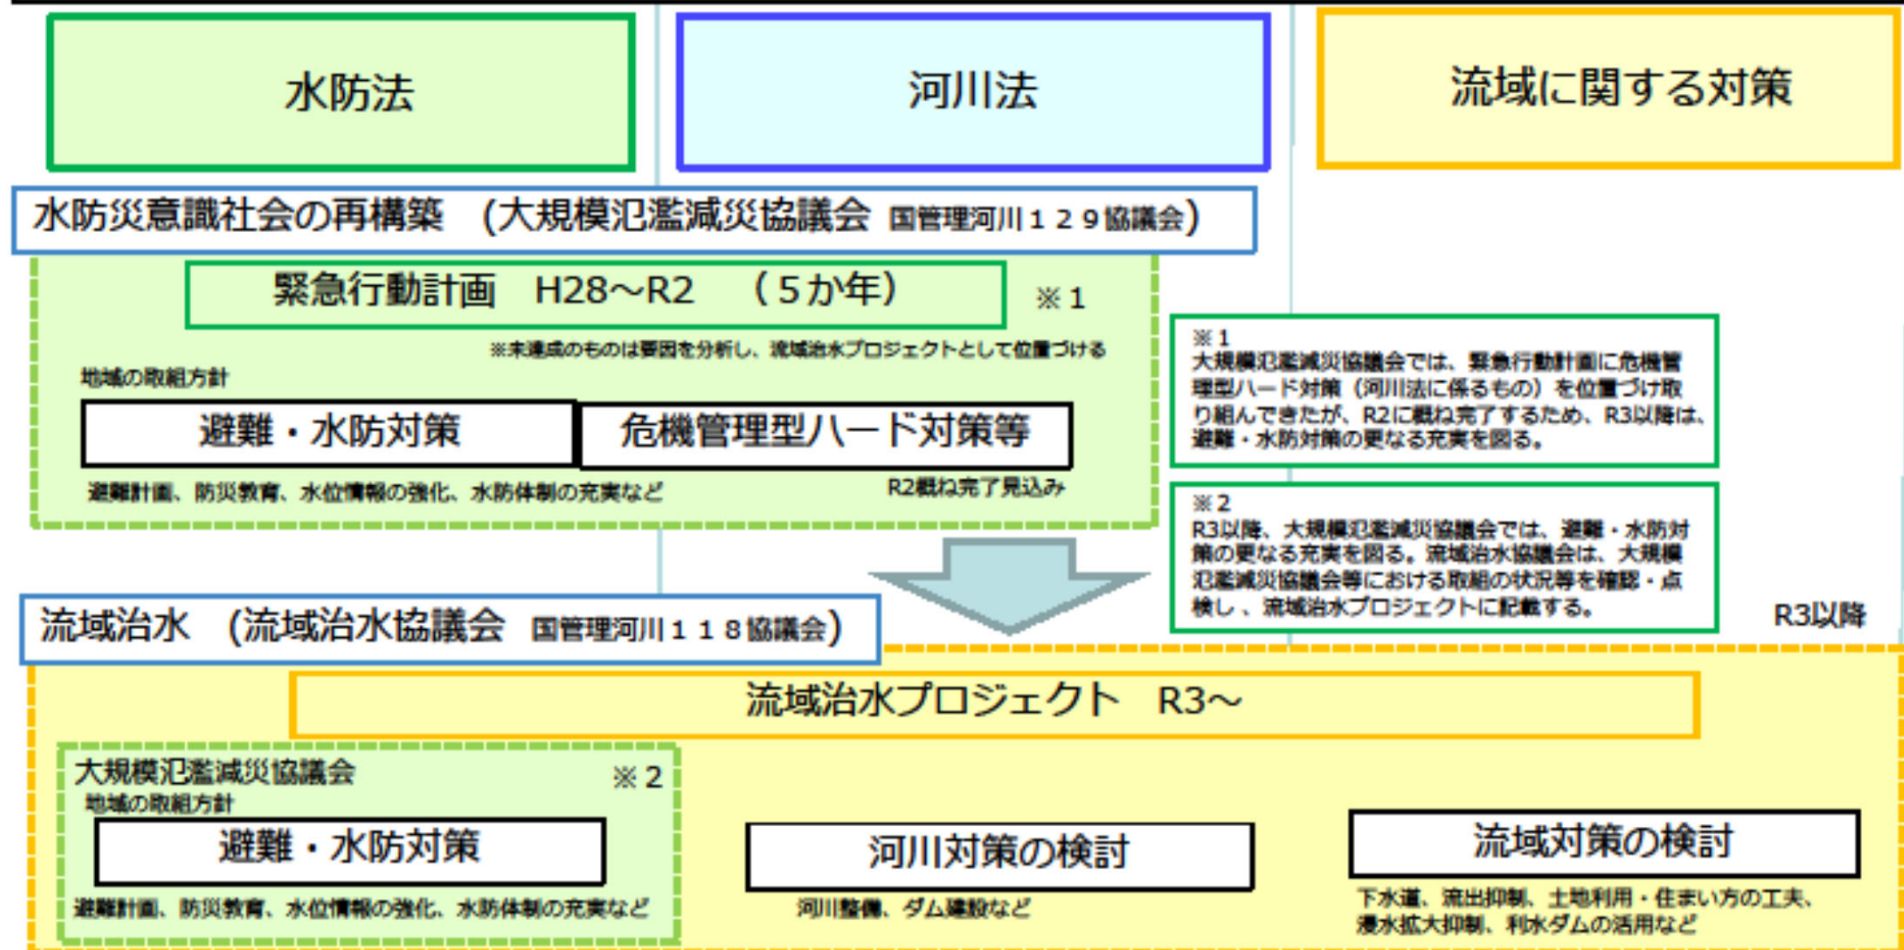 水防法
河川法
流域に関する対策
水防災意識社会の再構築　(大規模氾濫減災協議会 国管理河川１２９協議会)
緊急行動計画　H28～R2　（５か年）
※１
※未達成のものは要因を分析し、流域治水プロジェクトとして位置づける
地域の取組方針
避難・水防対策
危機管理型ハード対策等
避難計画、防災教育、水位情報の強化、水防体制の充実など
R2概ね完了見込み
※１
大規模氾濫減災協議会では、緊急行動計画に危機管
理型ハード対策（河川法に係るもの）を位置づけ取
り組んできたが、R2に概ね完了するため、R3以降は、
避難・水防対策の更なる充実を図る。
※２
R3以降、大規模氾濫減災協議会では、避難・水防対
策の更なる充実を図る。流域治水協議会は、大規模
氾濫減災協議会等における取組の状況等を確認・点
検し 、流域治水プロジェクトに記載する。
R3以降
流域治水　(流域治水協議会　国管理河川１１８協議会)
流域治水プロジェクト　R3～
大規模氾濫減災協議会
※２
地域の取組方針
避難・水防対策
避難計画、防災教育、水位情報の強化、水防体制の充実など
河川対策の検討
河川整備、ダム建設など
流域対策の検討
下水道、流出抑制、土地利用・住まい方の工夫、
浸水拡大抑制、利水ダムの活用など